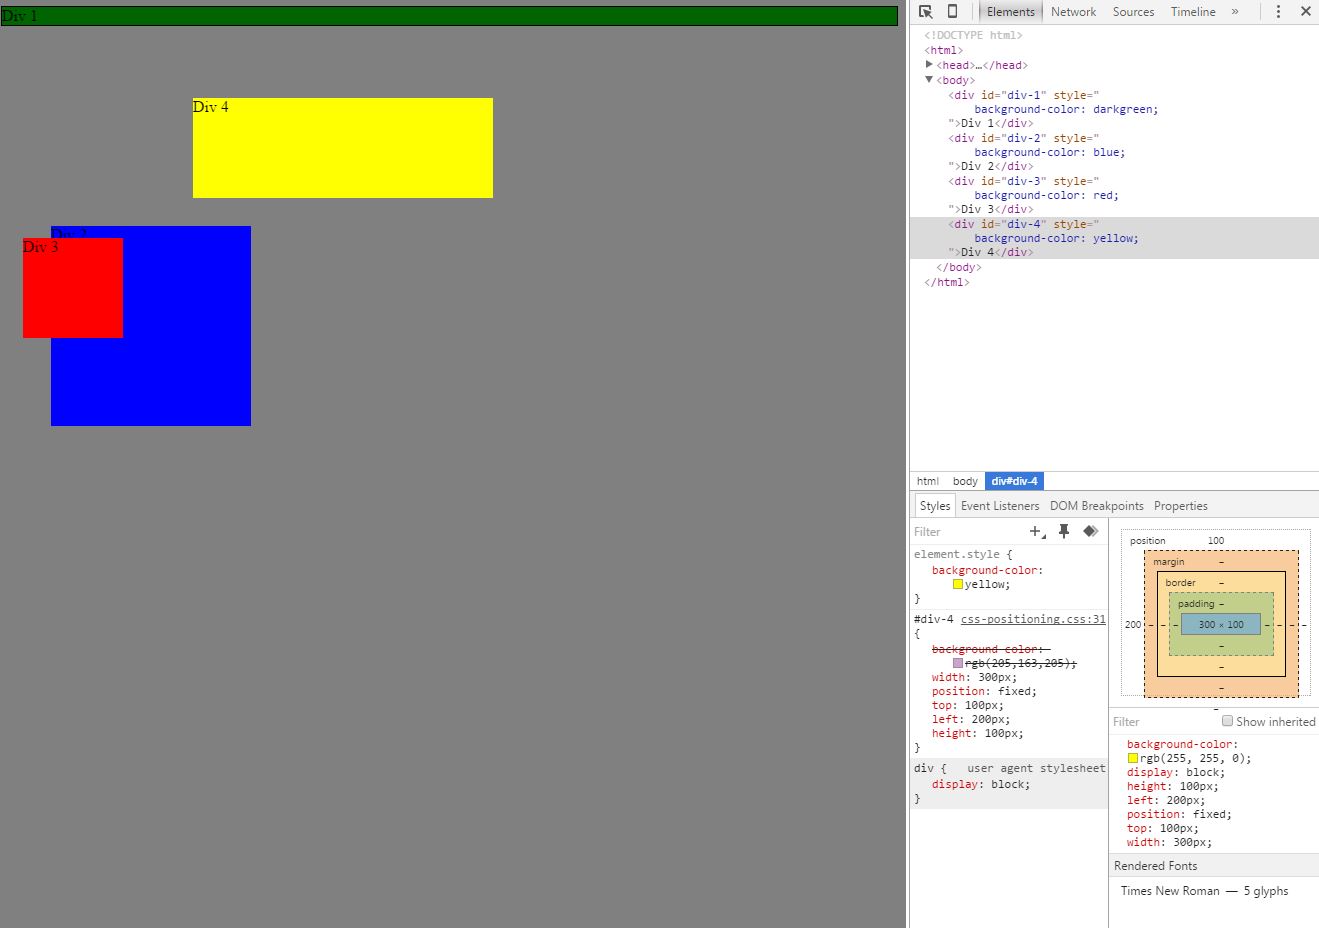 Div 1
Div 4
Div 2
Div 3
Elements Network Sources Timeline »
<!DOCTYPE html>
<html>
<head>…</head>
<body>
<div id="div-1" style="
background-color: darkgreen;
">Div 1</div>
<div id="div-2" style="
background-color: blue;
">Div 2</div>
<div id="div-3" style="
background-color: red;
">Div 3</div>
<div id="div-4" style="
background-color: yellow;
">Div 4</div>
</body>
</html>
html body div#div-4
Styles Event Listeners DOM Breakpoints Properties
Filter
element.style {
background-color:
yellow;
}
#div-4 css-positioning.css:31
{
background-color:
rgb(205,163,205);
width: 300px;
position: fixed;
top: 100px;
left: 200px;
height: 100px;
}
div { user agent stylesheet
display: block;
}
position 100
margin -
border -
padding -
200 - - - 300 × 100 - - - -
-
-
-
-
Filter Show inherited
background-color:
rgb(255, 255, 0);
display: block;
height: 100px;
left: 200px;
position: fixed;
top: 100px;
width: 300px;
Rendered Fonts
Times New Roman — 5 glyphs